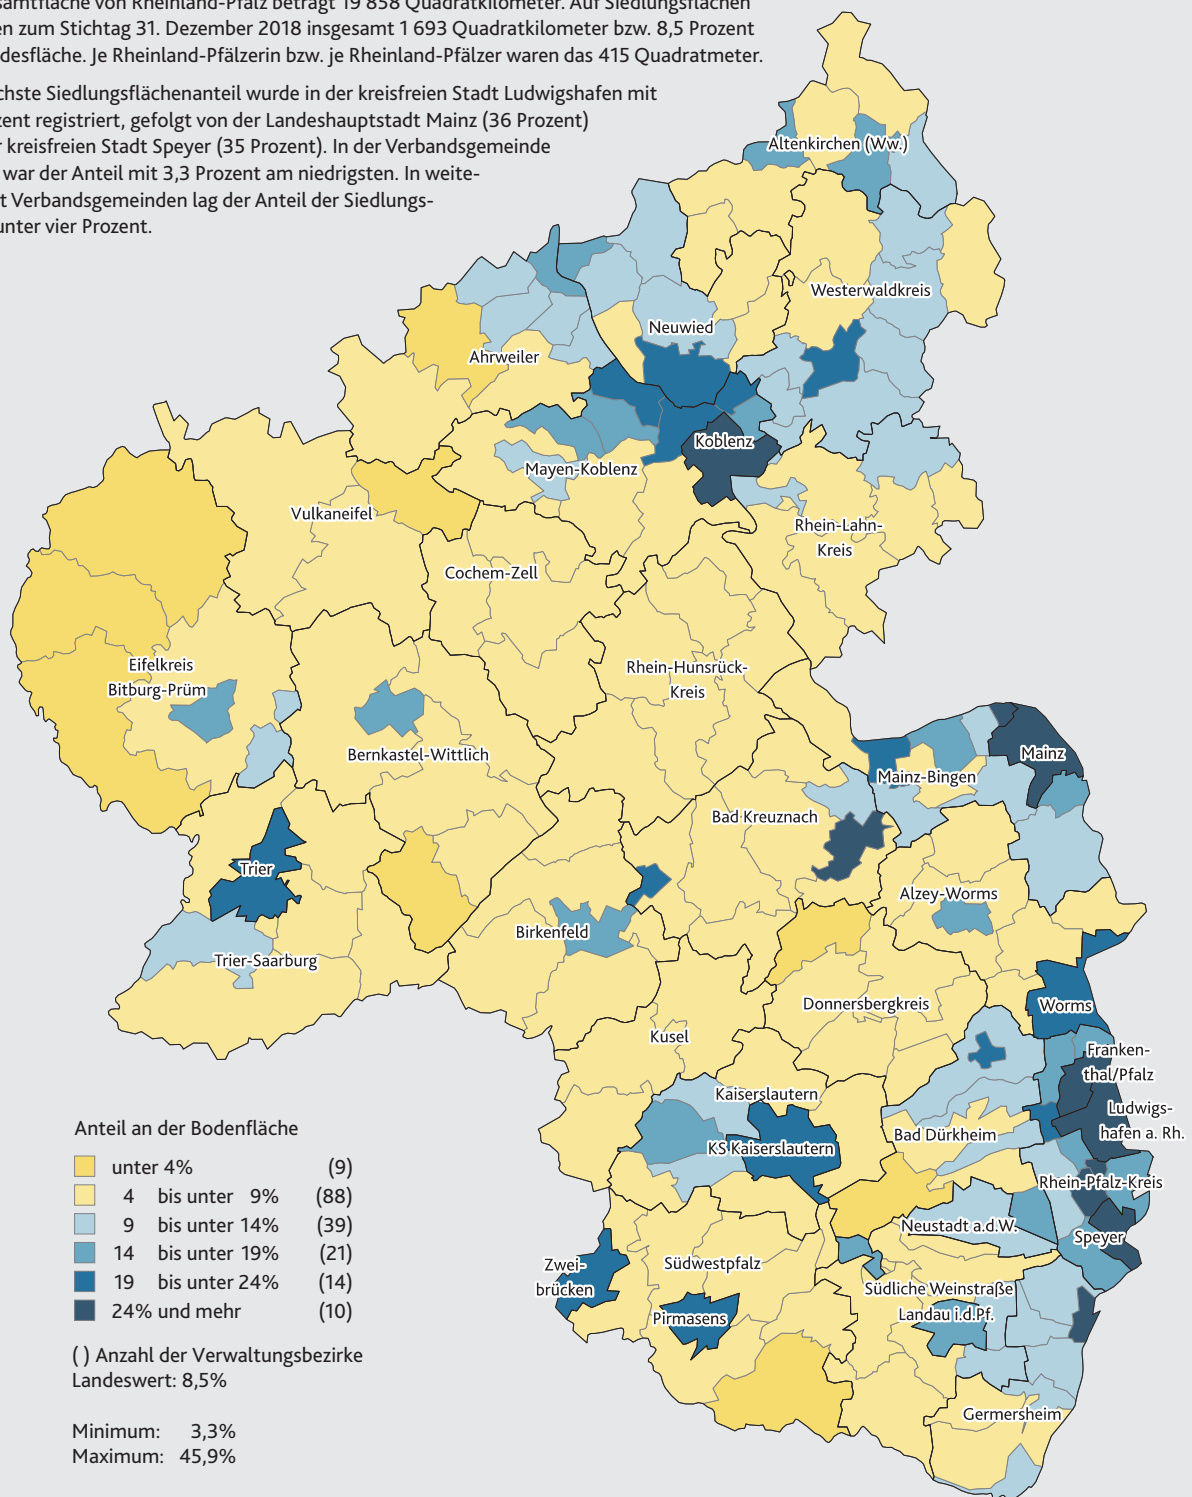 samtfläche von Rheinland-Pfalz beträgt 19 858 Quadratkilometer. Auf Siedlungsflächen
en zum Stichtag 31. Dezember 2018 insgesamt 1 693 Quadratkilometer bzw. 8,5 Prozent
desfläche. Je Rheinland-Pfälzerin bzw. je Rheinland-Pfälzer waren das 415 Quadratmeter.
chste Siedlungsflächenanteil wurde in der kreisfreien Stadt Ludwigshafen mit
zent registriert, gefolgt von der Landeshauptstadt Mainz (36 Prozent)
r kreisfreien Stadt Speyer (35 Prozent). In der Verbandsgemeinde
war der Anteil mit 3,3 Prozent am niedrigsten. In weite-
t Verbandsgemeinden lag der Anteil der Siedlungs-
unter vier Prozent.
Altenkirchen (Ww.)
Westerwaldkreis
Neuwied
Ahrweiler
Koblenz
Mayen-Koblenz
Vulkaneifel
Rhein-Lahn-
Kreis
Cochem-Zell
Eifelkreis
Bitburg-Prüm
Rhein-Hunsrück-
Kreis
Bernkastel-Wittlich
Mainz
Mainz-Bingen
Bad Kreuznach
Trier
Alzey-Worms
Birkenfeld
Trier-Saarburg
Donnersbergkreis
Worms
Kusel
Franken-
thal/Pfalz
Kaiserslautern
Ludwigs-
hafen a. Rh.
Bad Dürkheim
KS Kaiserslautern
Rhein-Pfalz-Kreis
Neustadt a.d.W.
Speyer
Zwei-
brücken
Südwestpfalz
Südliche Weinstraße
Landau i.d.Pf.
Pirmasens
Germersheim
Anteil an der Bodenfläche
unter 4% (9)
4 bis unter 9% (88)
9 bis unter 14% (39)
14 bis unter 19% (21)
19 bis unter 24% (14)
24% und mehr (10)
( ) Anzahl der Verwaltungsbezirke
Landeswert: 8,5%
Minimum: 3,3%
Maximum: 45,9%